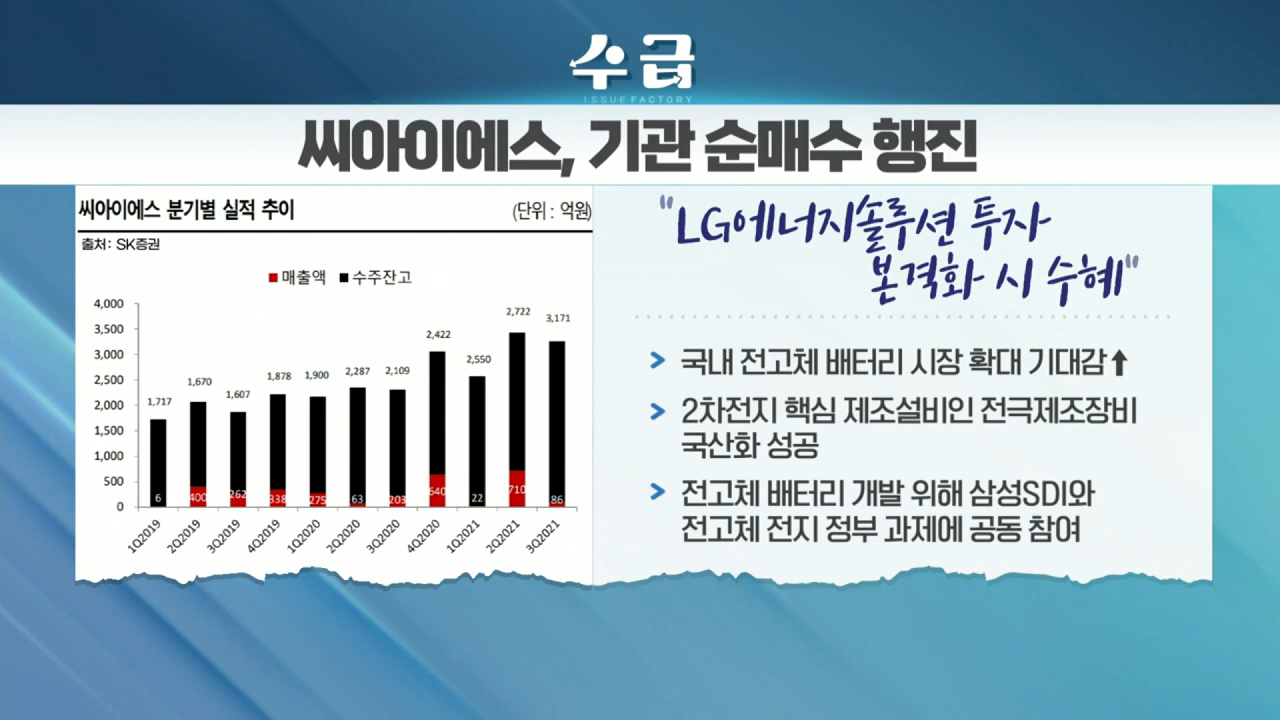 수급
ISSUE FACTORY
씨아이에스, 기관 순매수 행진
씨아이에스 분기별 실적 추이 (단위 : 억원)
출처: SK증권
매출액 수주잔고
4,000
3,500
3,000
2,500
2,000
1,500
1,000
500
0
1,717 1,670 1,607 1,878 1,900 2,287 2,109 2,422 2,550 2,722 3,171
6 400 262 338 275 63 203 640 22 710 86
1Q2019 2Q2019 3Q2019 4Q2019 1Q2020 2Q2020 3Q2020 4Q2020 1Q2021 2Q2021 3Q2021
"LG에너지솔루션 투자
본격화 시 수혜"
국내 전고체 배터리 시장 확대 기대감⬆
2차전지 핵심 제조설비인 전극제조장비
국산화 성공
전고체 배터리 개발 위해 삼성SDI와
전고체 전지 정부 과제에 공동 참여